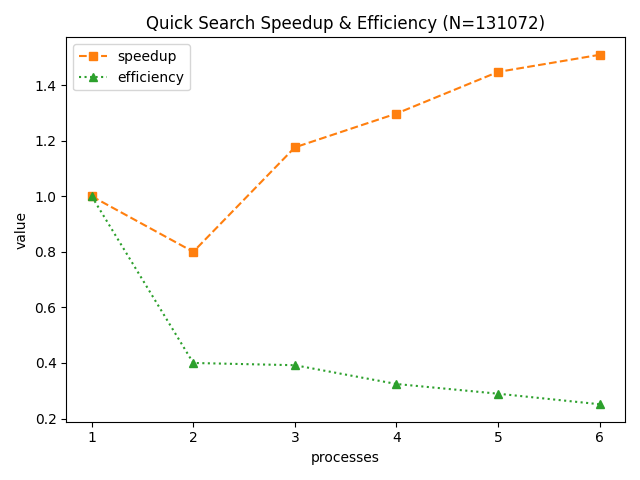 Quick Search Speedup & Efficiency (N=131072)
speedup
efficiency
value
1.4
1.2
1.0
0.8
0.6
0.4
0.2
1 2 3 4 5 6
processes